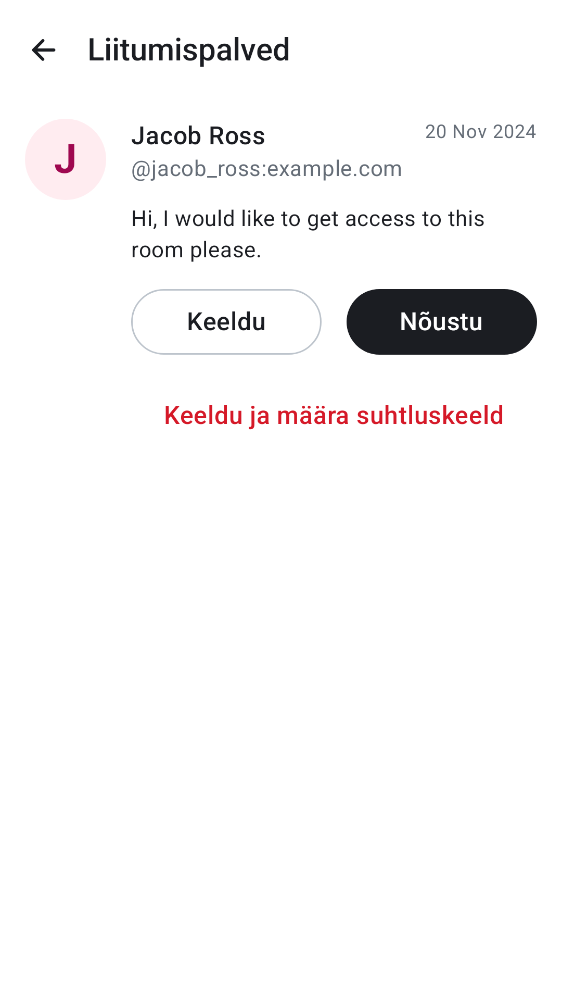 Liitumispalved
J
Jacob Ross
20 Nov 2024
@jacob_ross:example.com
Hi, I would like to get access to this
room please.
Keeldu
Nõustu
Keeldu ja määra suhtluskeeld